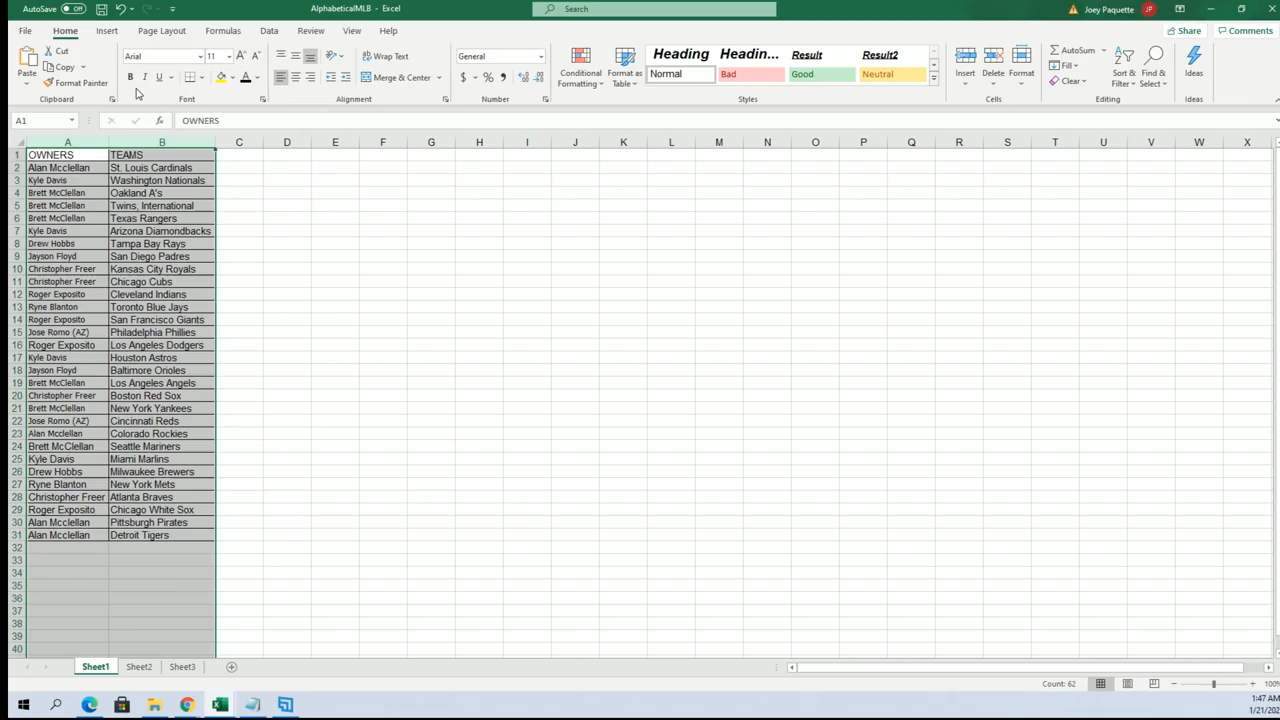 AutoSave Off AlphabeticalMLB - Excel Search Joey Paquette JP
File Home Insert Page Layout Formulas Data Review View Help Share Comments
Cut AutoSum
Copy Arial 11 Wrap Text General Heading Headin... Result Result2 Fill
Paste Format Painter B I U Merge & Center $ % Conditional Formatting Format as Table Normal Bad Good Neutral Insert Delete Format Clear Sort & Filter Find & Select Ideas
Clipboard Font Alignment Number Styles Cells Editing Ideas
A1 fx OWNERS
A B C D E F G H I J K L M N O P Q R S T U V W X
1 OWNERS TEAMS
2 Alan Mcclellan St. Louis Cardinals
3 Kyle Davis Washington Nationals
4 Brett McClellan Oakland A's
5 Brett McClellan Twins, International
6 Brett McClellan Texas Rangers
7 Kyle Davis Arizona Diamondbacks
8 Drew Hobbs Tampa Bay Rays
9 Jayson Floyd San Diego Padres
10 Christopher Freer Kansas City Royals
11 Christopher Freer Chicago Cubs
12 Roger Exposito Cleveland Indians
13 Ryne Blanton Toronto Blue Jays
14 Roger Exposito San Francisco Giants
15 Jose Romo (AZ) Philadelphia Phillies
16 Roger Exposito Los Angeles Dodgers
17 Kyle Davis Houston Astros
18 Jayson Floyd Baltimore Orioles
19 Brett McClellan Los Angeles Angels
20 Christopher Freer Boston Red Sox
21 Brett McClellan New York Yankees
22 Jose Romo (AZ) Cincinnati Reds
23 Alan Mcclellan Colorado Rockies
24 Brett McClellan Seattle Mariners
25 Kyle Davis Miami Marlins
26 Drew Hobbs Milwaukee Brewers
27 Ryne Blanton New York Mets
28 Christopher Freer Atlanta Braves
29 Roger Exposito Chicago White Sox
30 Alan Mcclellan Pittsburgh Pirates
31 Alan Mcclellan Detroit Tigers
32
33
34
35
36
37
38
39
40
Sheet1 Sheet2 Sheet3
Count: 62 100%
1:47 AM
1/21/202